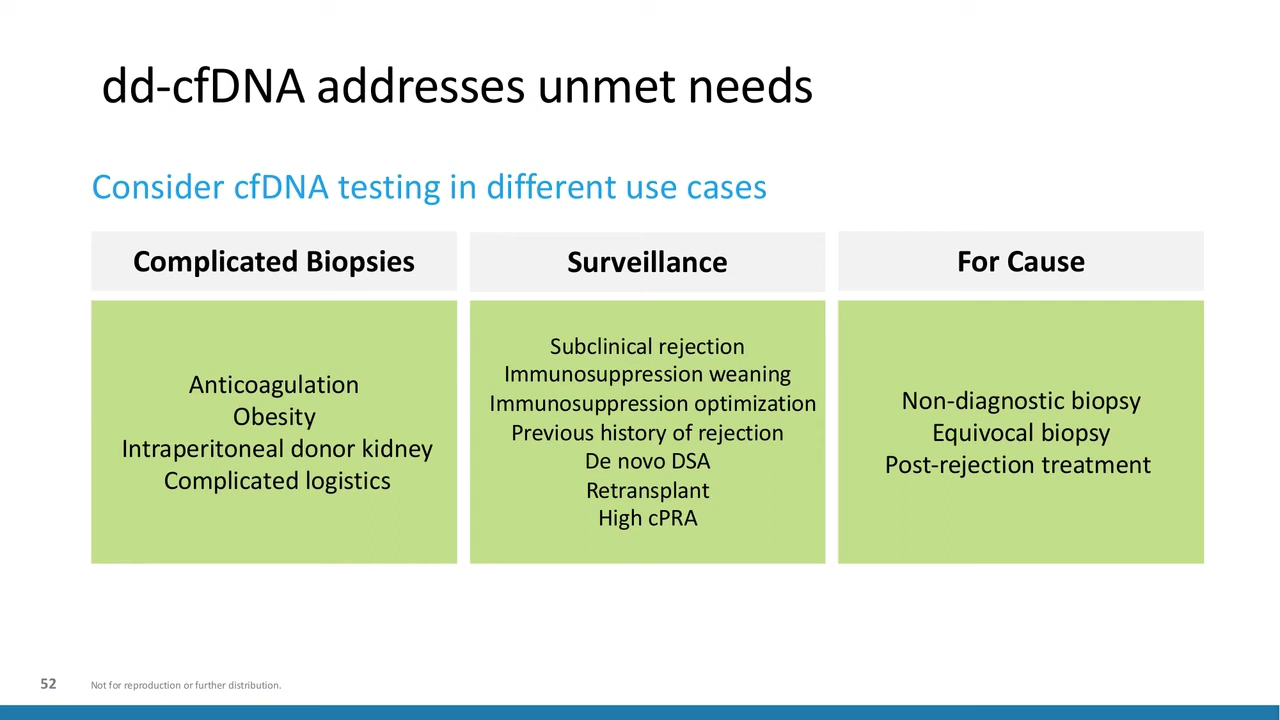 dd-cfDNA addresses unmet needs
Consider cfDNA testing in different use cases
Complicated Biopsies
Anticoagulation
Obesity
Intraperitoneal donor kidney
Complicated logistics
Surveillance
Subclinical rejection
Immunosuppression weaning
Immunosuppression optimization
Previous history of rejection
De novo DSA
Retransplant
High cPRA
For Cause
Non-diagnostic biopsy
Equivocal biopsy
Post-rejection treatment
52
Not for reproduction or further distribution.